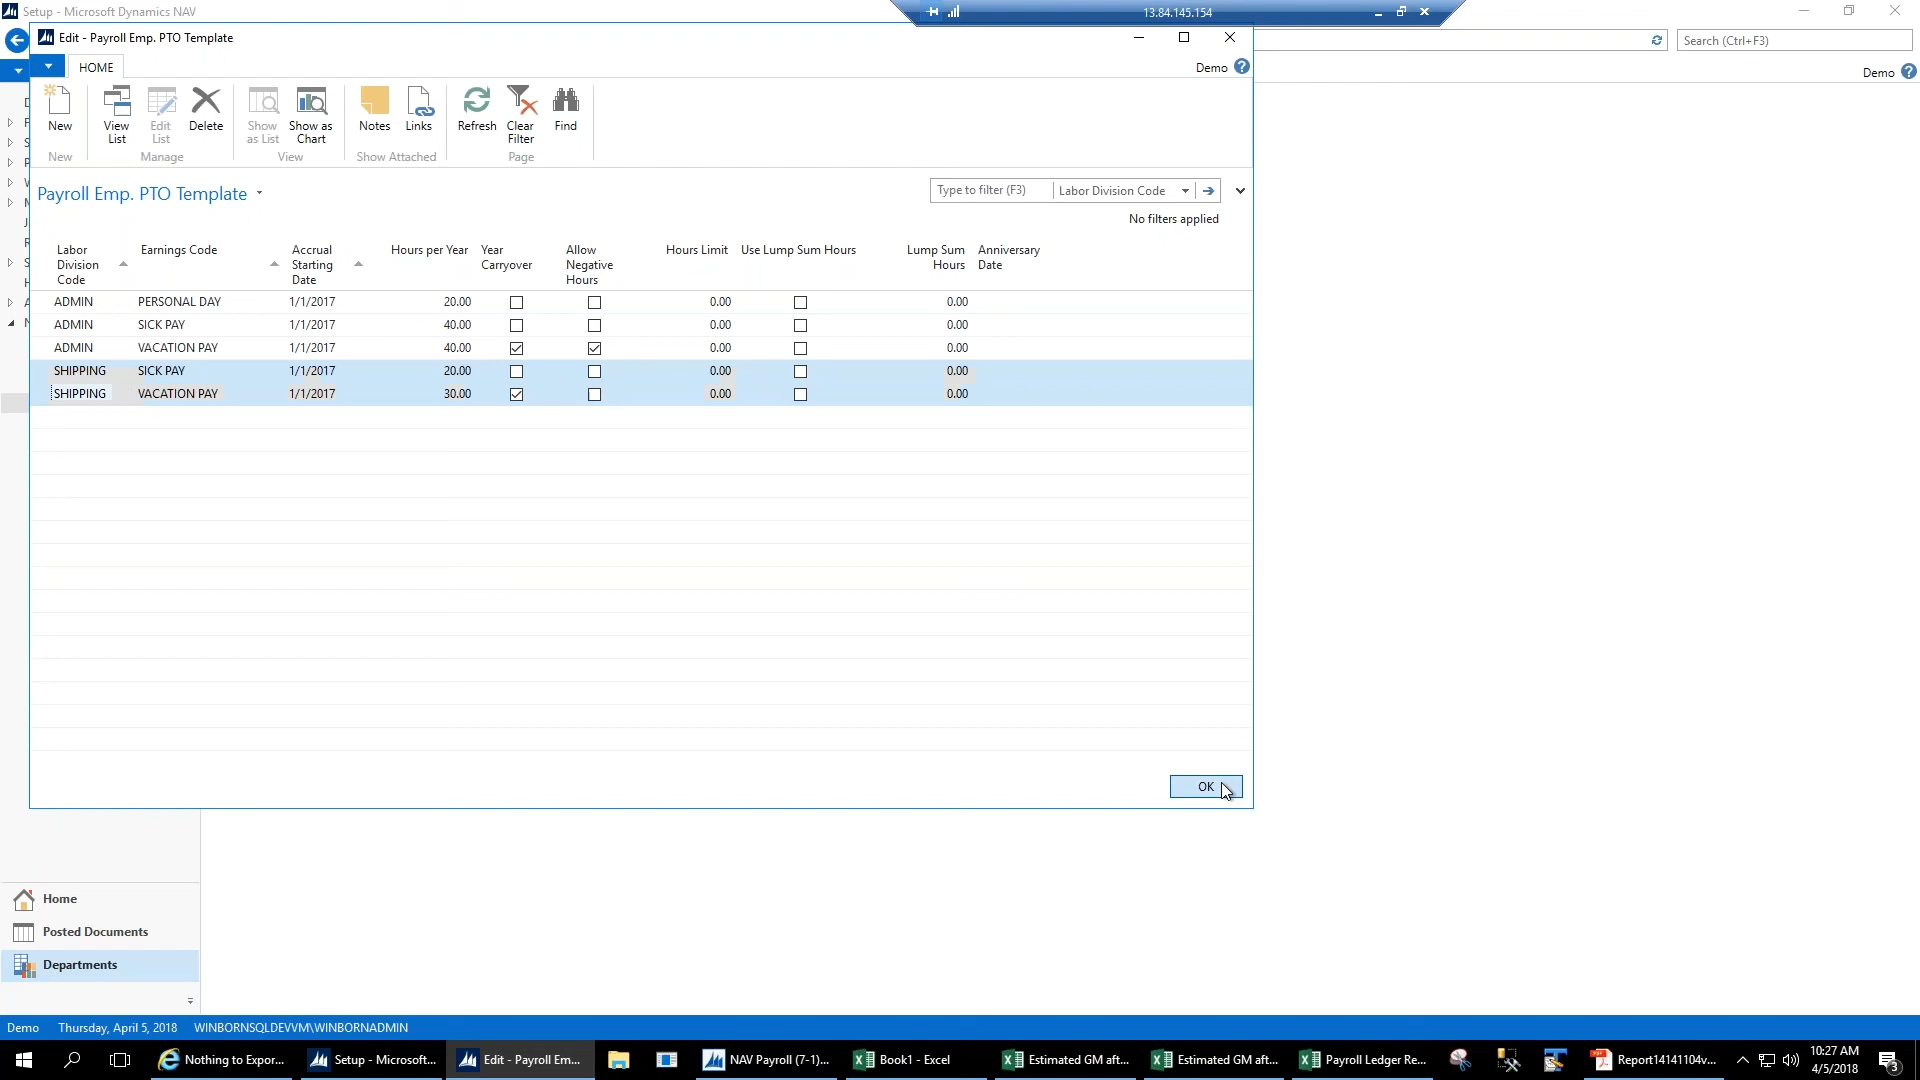 Setup - Microsoft Dynamics NAV
13.84.145.154
Edit - Payroll Emp. PTO Template
Search (Ctrl+F3)
HOME
Demo
Demo
New
View List
Edit List
Delete
Show as List
Show as Chart
Notes
Links
Refresh
Clear Filter
Find
New
Manage
View
Show Attached
Page
Payroll Emp. PTO Template
Type to filter (F3)
Labor Division Code
No filters applied
Labor Division Code
Earnings Code
Accrual Starting Date
Hours per Year
Year Carryover
Allow Negative Hours
Hours Limit
Use Lump Sum Hours
Lump Sum Hours
Anniversary Date
ADMIN PERSONAL DAY 1/1/2017 20.00 0.00 0.00
ADMIN SICK PAY 1/1/2017 40.00 0.00 0.00
ADMIN VACATION PAY 1/1/2017 40.00 0.00 0.00
SHIPPING SICK PAY 1/1/2017 20.00 0.00 0.00
SHIPPING VACATION PAY 1/1/2017 30.00 0.00 0.00
OK
Home
Posted Documents
Departments
Demo Thursday, April 5, 2018 WINBORNSQLDEVVM\WINBORNADMIN
Nothing to Expor...
Setup - Microsoft...
Edit - Payroll Em...
NAV Payroll (7-1)...
Book1 - Excel
Estimated GM aft...
Estimated GM aft...
Payroll Ledger Re...
Report14141104v...
10:27 AM
4/5/2018
3